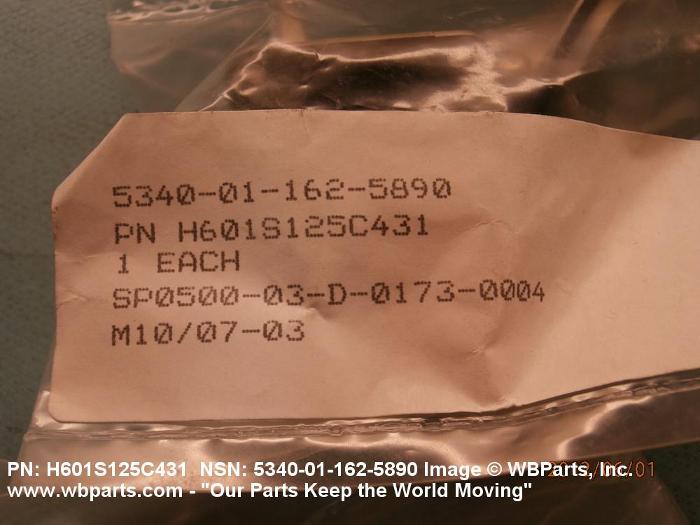 5340-01-162-5890
PN H601S125C431
1 EACH
SP0500-03-D-0173-0004
M10/07-03
PN: H601S125C431 NSN: 5340-01-162-5890 Image © WBParts, Inc.
www.wbparts.com - "Our Parts Keep the World Moving"